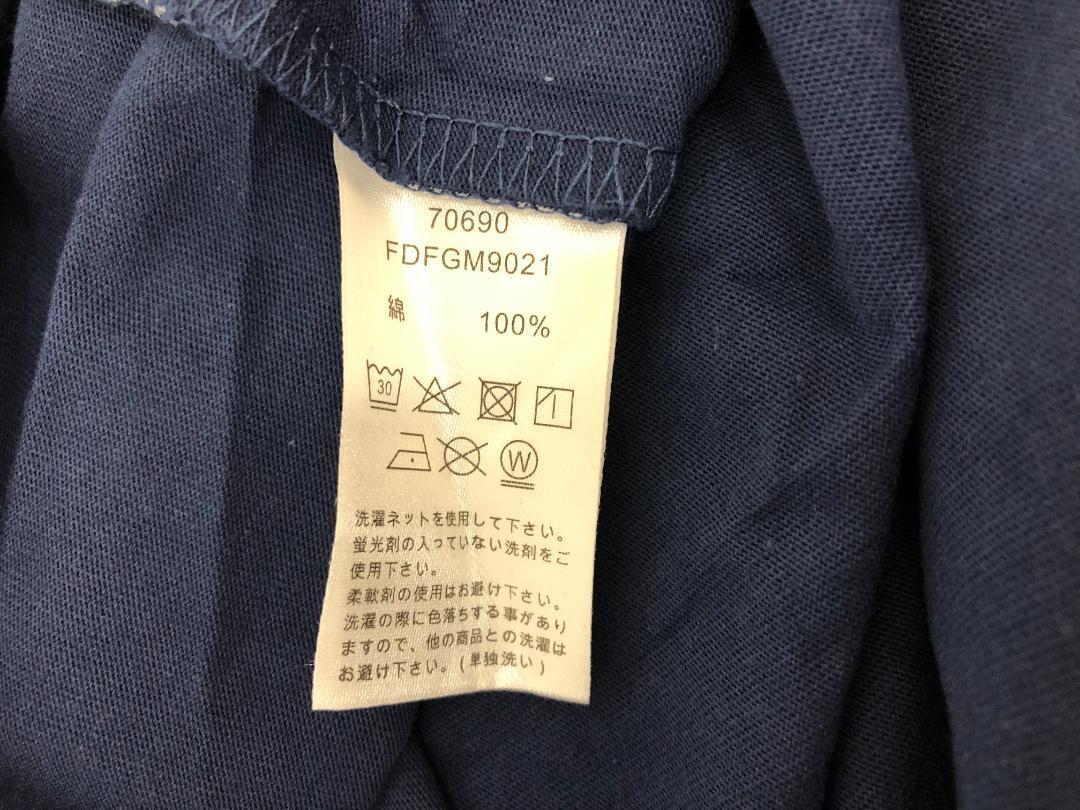 70690
FDFGM9021
綿 100%
30
W
洗濯ネットを使用して下さい。
蛍光剤の入っていない洗剤をご
使用下さい。
柔軟剤の使用はお避け下さい。
洗濯の際に色落ちする事があり
ますので、他の商品との洗濯は
お避け下さい。(単独洗い)